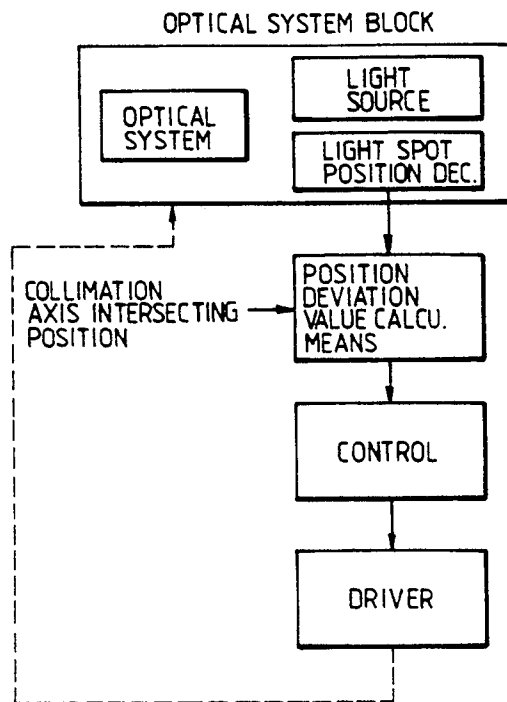 OPTICAL SYSTEM BLOCK
LIGHT
SOURCE
OPTICAL
SYSTEM
LIGHT SPOT
POSITION DEC.
COLLIMATION
AXIS INTERSECTING
POSITION
POSITION
DEVIATION
VALUE CALCU.
MEANS
CONTROL
DRIVER